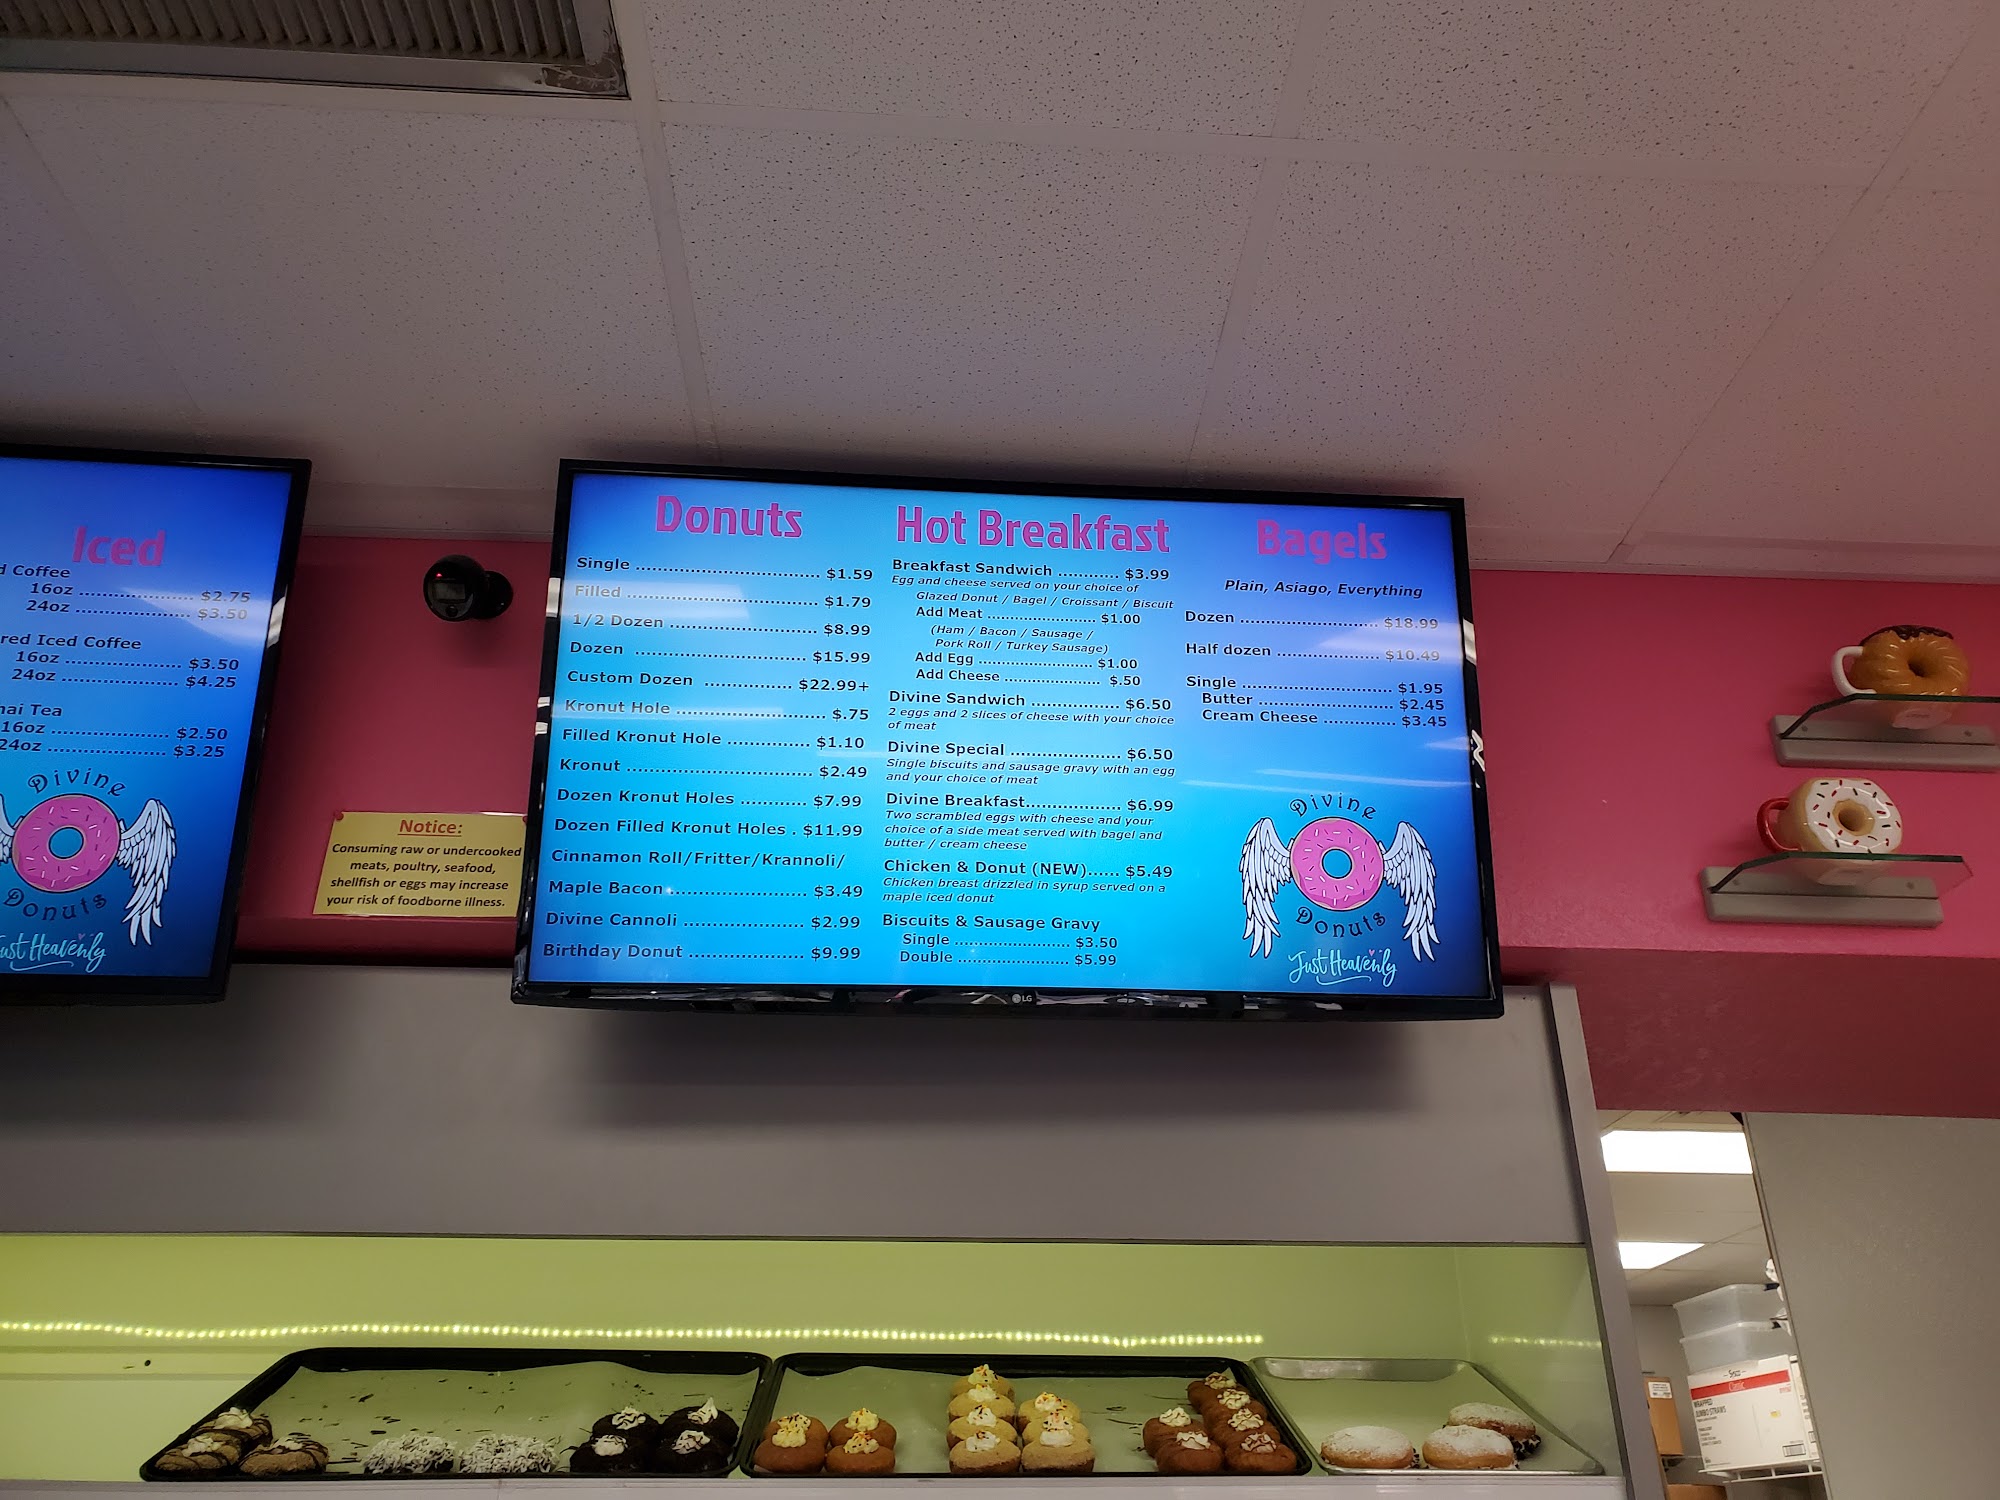 Iced
Coffee
16oz ........................ $2.75
24oz ........................ $3.50
Iced Coffee
16oz ........................ $3.50
24oz ........................ $4.25
Tea
16oz ........................ $2.50
24oz ........................ $3.25
Divine
Donuts
Just Heavenly
Notice:
Consuming raw or undercooked
meats, poultry, seafood,
shellfish or eggs may increase
your risk of foodborne illness.
Donuts
Single .............................. $1.59
Filled ................................ $1.79
1/2 Dozen ........................ $8.99
Dozen ............................ $15.99
Custom Dozen .............. $22.99+
Kronut Hole ........................ $.75
Filled Kronut Hole .............. $1.10
Kronut .............................. $2.49
Dozen Kronut Holes ............ $7.99
Dozen Filled Kronut Holes . $11.99
Cinnamon Roll/Fritter/Krannoli/
Maple Bacon ...................... $3.49
Divine Cannoli .................... $2.99
Birthday Donut .................. $9.99
Hot Breakfast
Breakfast Sandwich ............ $3.99
Egg and cheese served on your choice of
Glazed Donut / Bagel / Croissant / Biscuit
Add Meat ...................... $1.00
(Ham / Bacon / Sausage /
Pork Roll / Turkey Sausage)
Add Egg ........................ $1.00
Add Cheese .................... $.50
Divine Sandwich ................ $6.50
2 eggs and 2 slices of cheese with your choice
of meat
Divine Special .................... $6.50
Single biscuits and sausage gravy with an egg
and your choice of meat
Divine Breakfast.................. $6.99
Two scrambled eggs with cheese and your
choice of a side meat served with bagel and
butter / cream cheese
Chicken & Donut (NEW)...... $5.49
Chicken breast drizzled in syrup served on a
maple iced donut
Biscuits & Sausage Gravy
Single ........................ $3.50
Double ...................... $5.99
Bagels
Plain, Asiago, Everything
Dozen ........................ $18.99
Half dozen .................. $10.49
Single ............................ $1.95
Butter ........................ $2.45
Cream Cheese .............. $3.45
Divine
Donuts
Just Heavenly
LG
WRAPPED
JUMBO STRAWS